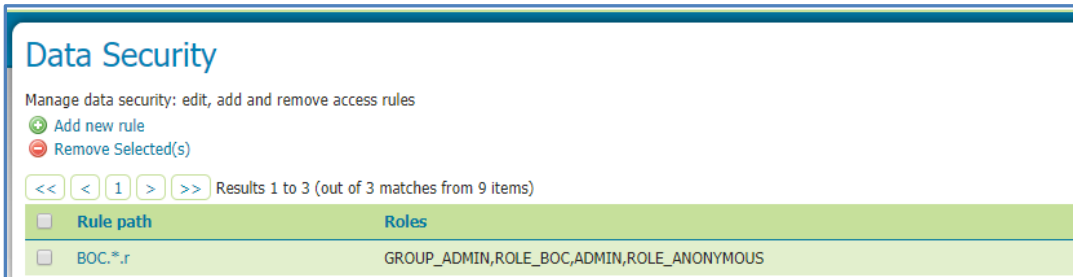 Data Security
Manage data security: edit, add and remove access rules
Add new rule
Remove Selected(s)
<< < 1 > >> Results 1 to 3 (out of 3 matches from 9 items)
Rule path Roles
BOC.*.r GROUP_ADMIN,ROLE_BOC,ADMIN,ROLE_ANONYMOUS